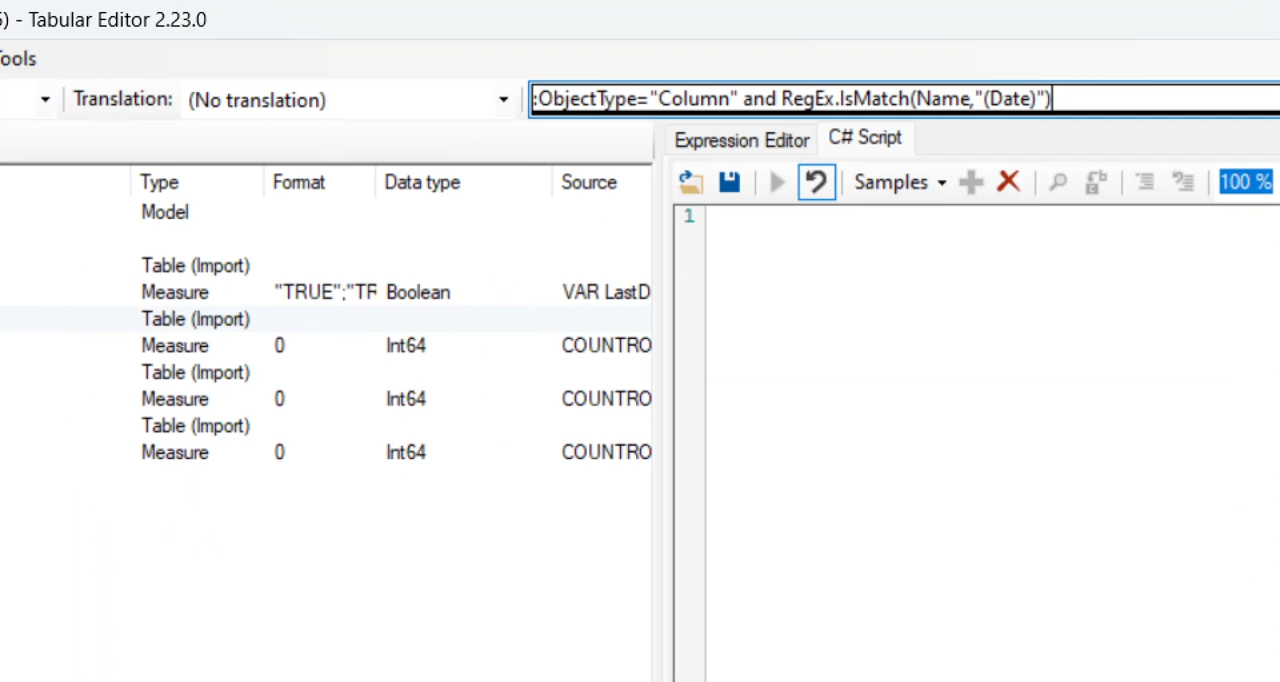 5) - Tabular Editor 2.23.0
Tools
Translation: (No translation) :ObjectType="Column" and RegEx.IsMatch(Name,"(Date)")
Expression Editor C# Script
Samples 100 %
Type Format Data type Source
1
Model
Table (Import)
Measure "TRUE";"TR Boolean VAR LastD
Table (Import)
Measure 0 Int64 COUNTRO
Table (Import)
Measure 0 Int64 COUNTRO
Table (Import)
Measure 0 Int64 COUNTRO